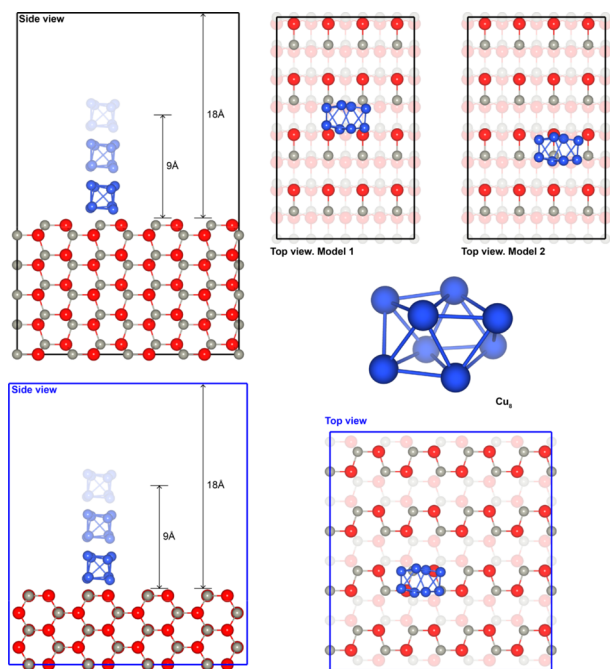 Side view
18Å
9Å
Top view. Model 1
Top view. Model 2
Cu₈
Side view
18Å
9Å
Top view